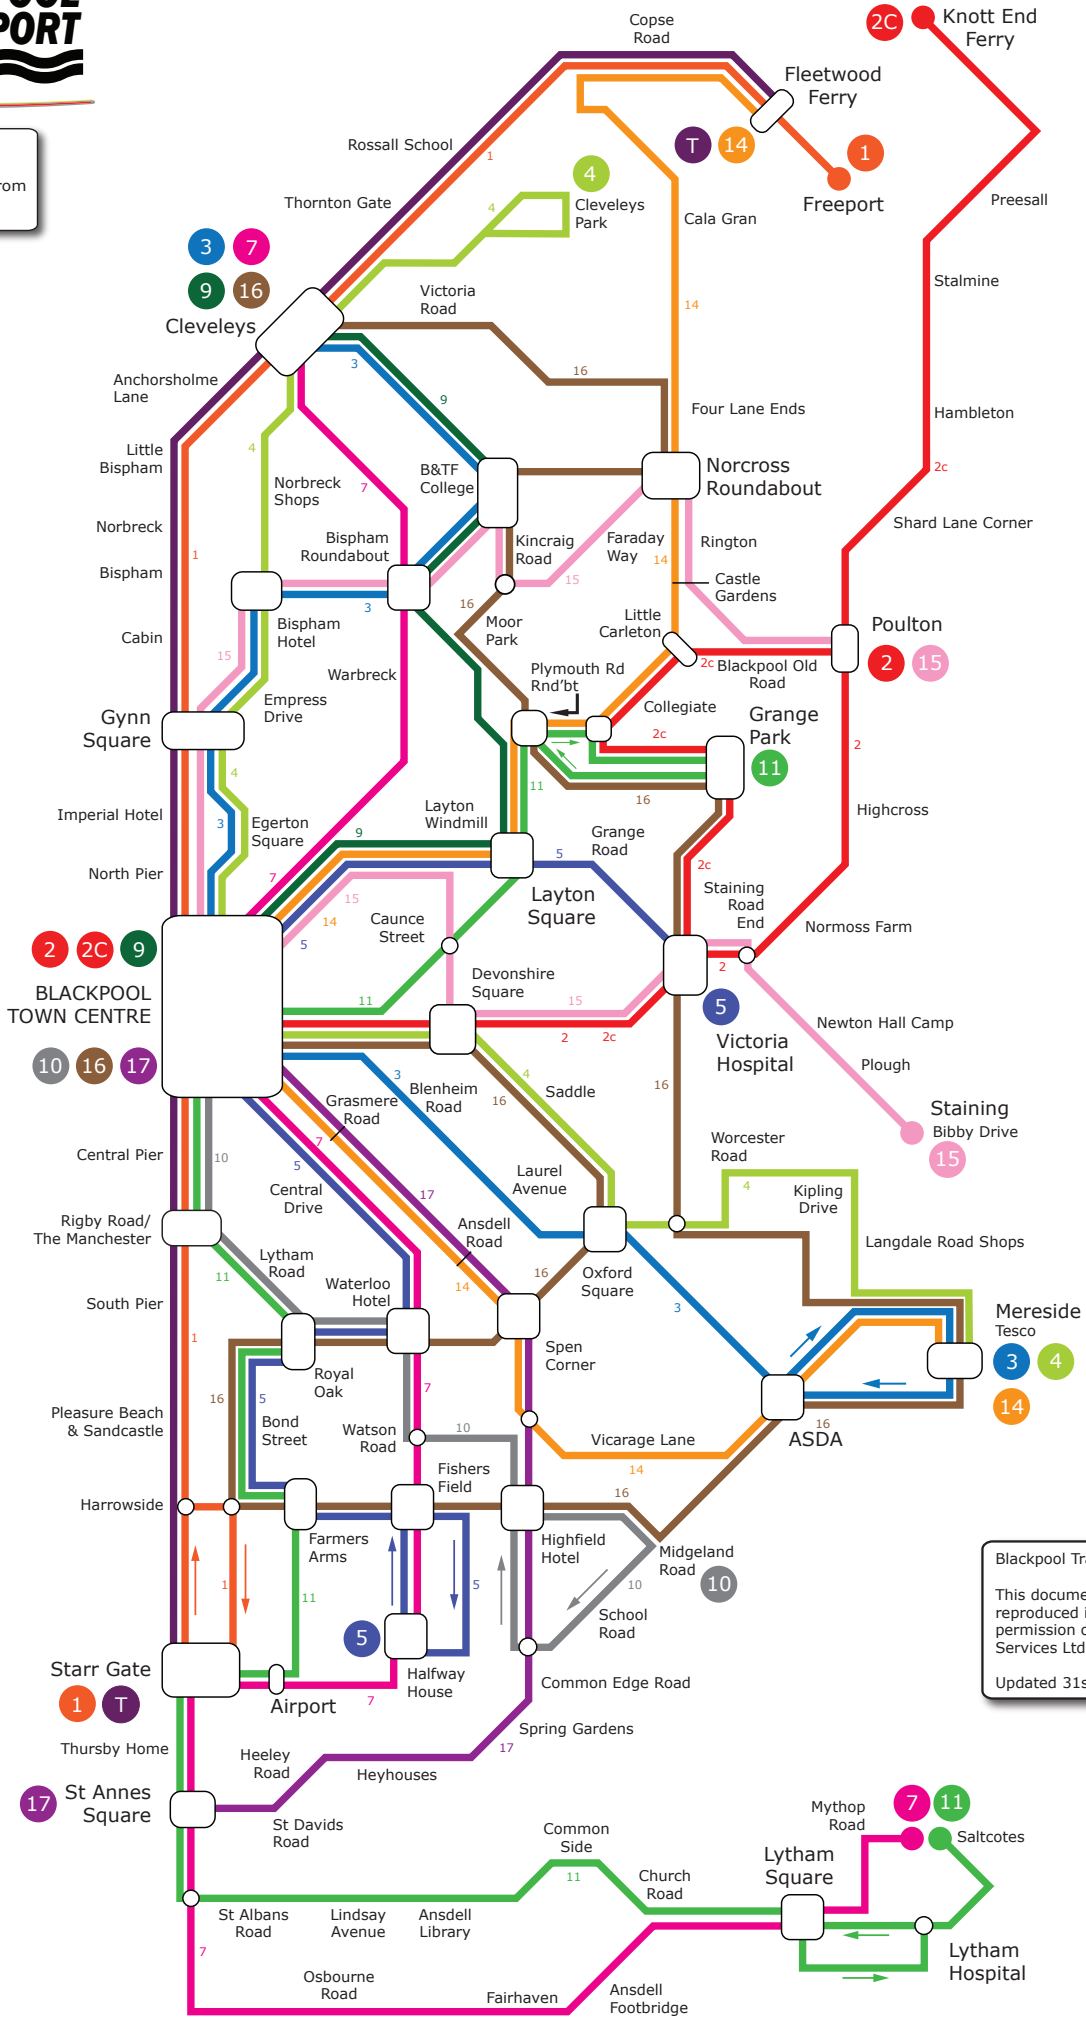 PORT
rom
2C
Knott End
Ferry
Copse
Road
Fleetwood
Ferry
T
14
1
Freeport
Rossall School
1
Thornton Gate
4
4
Cleveleys
Park
Cala Gran
Preesall
Stalmine
3
7
9
16
Cleveleys
Victoria
Road
14
16
3
9
Anchorsholme
Lane
Four Lane Ends
Hambleton
Little
Bispham
4
Norbreck
Shops
7
B&TF
College
Norcross
Roundabout
2c
Norbreck
1
Bispham
Roundabout
Kincraig
Road
Faraday
Way
14
Rington
Shard Lane Corner
Bispham
3
15
Castle
Gardens
16
Cabin
Bispham
Hotel
Moor
Park
Little
Carleton
Poulton
2
15
15
Warbreck
Plymouth Rd
Rnd'bt
2c
Blackpool Old
Road
Empress
Drive
Collegiate
Gynn
Square
2c
Grange
Park
11
2
4
11
16
Imperial Hotel
3
Egerton
Square
Layton
Windmill
9
Grange
Road
Highcross
5
North Pier
7
2c
15
14
5
Layton
Square
Staining
Road
End
Caunce
Street
Normoss Farm
2
2C
9
BLACKPOOL
TOWN CENTRE
10
16
17
2
Devonshire
Square
11
15
2
2c
5
Victoria
Hospital
Newton Hall Camp
Plough
3
4
Blenheim
Road
Grasmere
Road
16
Saddle
16
Staining
Bibby Drive
15
Central Pier
10
7
5
Worcester
Road
Laurel
Avenue
4
Central
Drive
17
Kipling
Drive
Rigby Road/
The Manchester
Ansdell
Road
Langdale Road Shops
Lytham
Road
11
Waterloo
Hotel
14
16
Oxford
Square
South Pier
1
3
Mereside
Tesco
3
4
14
Spen
Corner
Royal
Oak
16
5
7
Pleasure Beach
& Sandcastle
Bond
Street
Watson
Road
10
16
ASDA
Vicarage Lane
14
Fishers
Field
16
Harrowside
Farmers
Arms
Highfield
Hotel
Midgeland
Road
10
1
11
5
10
School
Road
5
Halfway
House
Starr Gate
1
T
Airport
7
Common Edge Road
Spring Gardens
17
Thursby Home
Heeley
Road
Heyhouses
17
St Annes
Square
St Davids
Road
Mythop
Road
7
11
Saltcotes
Common
Side
11
Lytham
Square
Church
Road
St Albans
Road
Lindsay
Avenue
Ansdell
Library
7
Lytham
Hospital
Osbourne
Road
Fairhaven
Ansdell
Footbridge
Blackpool Tra
This docume
reproduced i
permission o
Services Ltd
Updated 31s